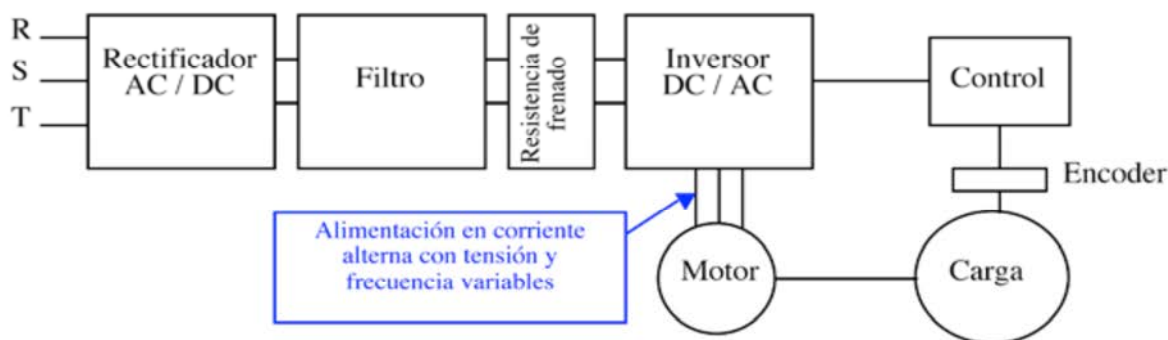 R
S
T
Rectificador
AC / DC
Filtro
Resistencia de
frenado
Inversor
DC / AC
Control
Encoder
Alimentación en corriente
alterna con tensión y
frecuencia variables
Motor
Carga